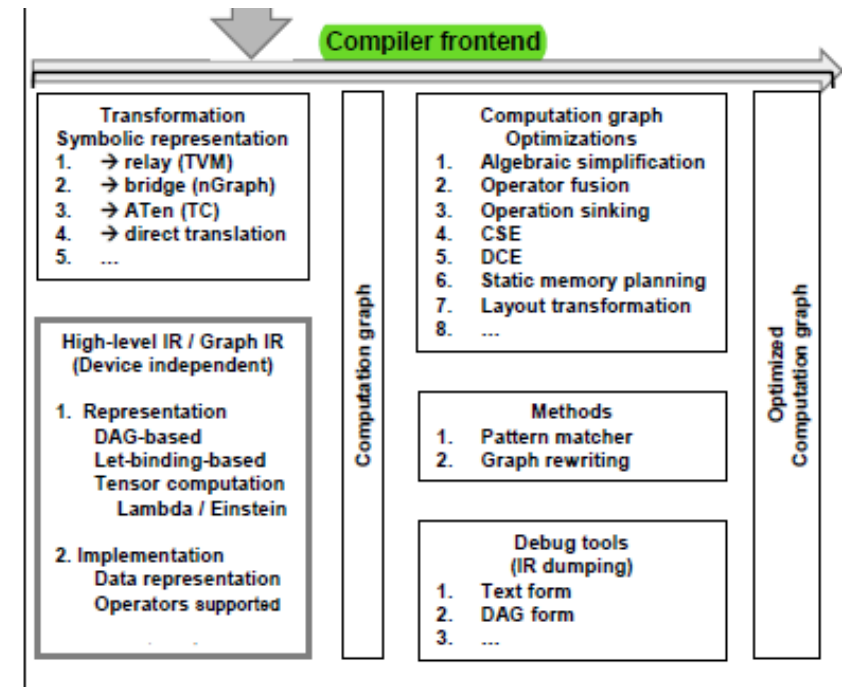 Compiler frontend
Transformation
Symbolic representation
1. → relay (TVM)
2. → bridge (nGraph)
3. → ATen (TC)
4. → direct translation
5. ...
High-level IR / Graph IR
(Device independent)
1. Representation
DAG-based
Let-binding-based
Tensor computation
Lambda / Einstein
2. Implementation
Data representation
Operators supported
Computation graph
Computation graph
Optimizations
1. Algebraic simplification
2. Operator fusion
3. Operation sinking
4. CSE
5. DCE
6. Static memory planning
7. Layout transformation
8. ...
Methods
1. Pattern matcher
2. Graph rewriting
Debug tools
(IR dumping)
1. Text form
2. DAG form
3. ...
Optimized
Computation graph